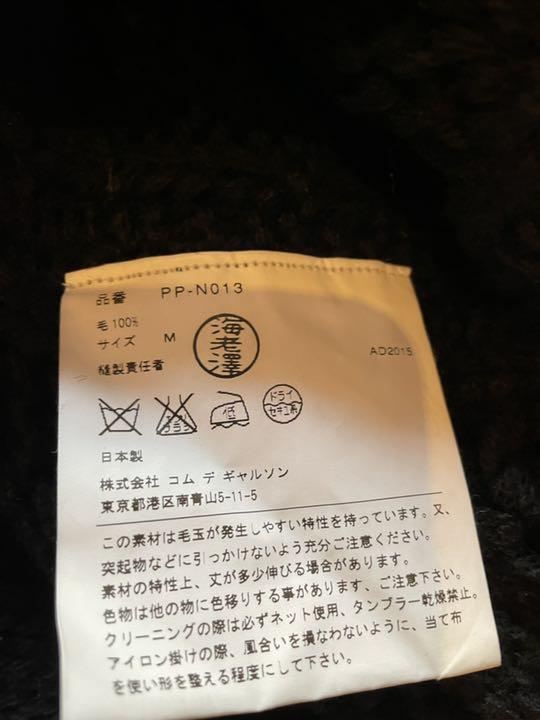 品番 PP-N013
毛100%
サイズ M
海老澤
縫製責任者
AD2015
エンソ サラシ
低
ドライ
セキユ系
日本製
株式会社 コム デ ギャルソン
東京都港区南青山5-11-5
この素材は毛玉が発生しやすい特性を持っています。又、
突起物などに引っかけないよう充分ご注意ください。
素材の特性上、丈が多少伸びる場合があります。
色物は他の物に色移りする事があります、ご注意下さい。
クリーニングの際は必ずネット使用、タンブラー乾燥禁止。
アイロン掛けの際、風合いを損なわないように、当て布
を使い形を整える程度にして下さい。